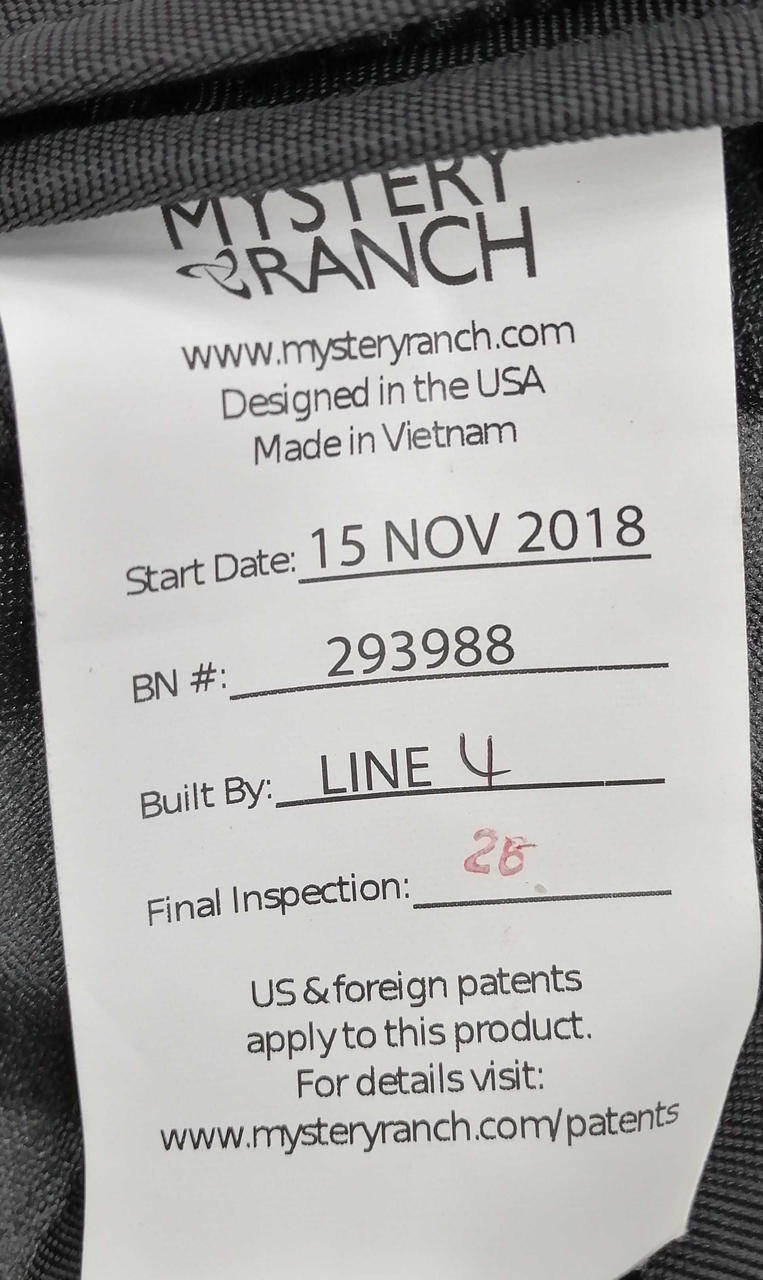 MYSTERY
RANCH
www.mysteryranch.com
Designed in the USA
Made in Vietnam
Start Date: 15 NOV 2018
BN #: 293988
Built By: LINE 4
Final Inspection:
US & foreign patents
apply to this product.
For details visit:
www.mysteryranch.com/patents